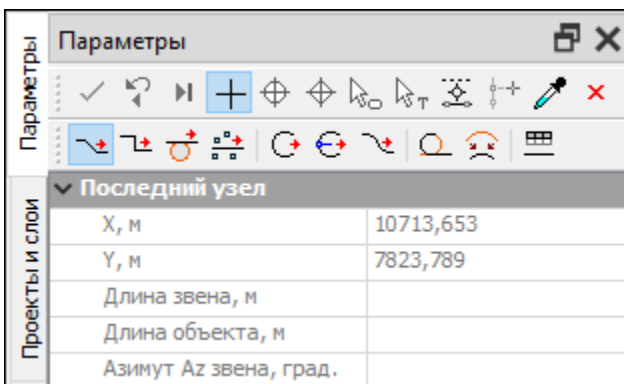 Параметры
Параметры
Проекты и слои
Последний узел
X, м 10713,653
Y, м 7823,789
Длина звена, м
Длина объекта, м
Азимут Az звена, град.